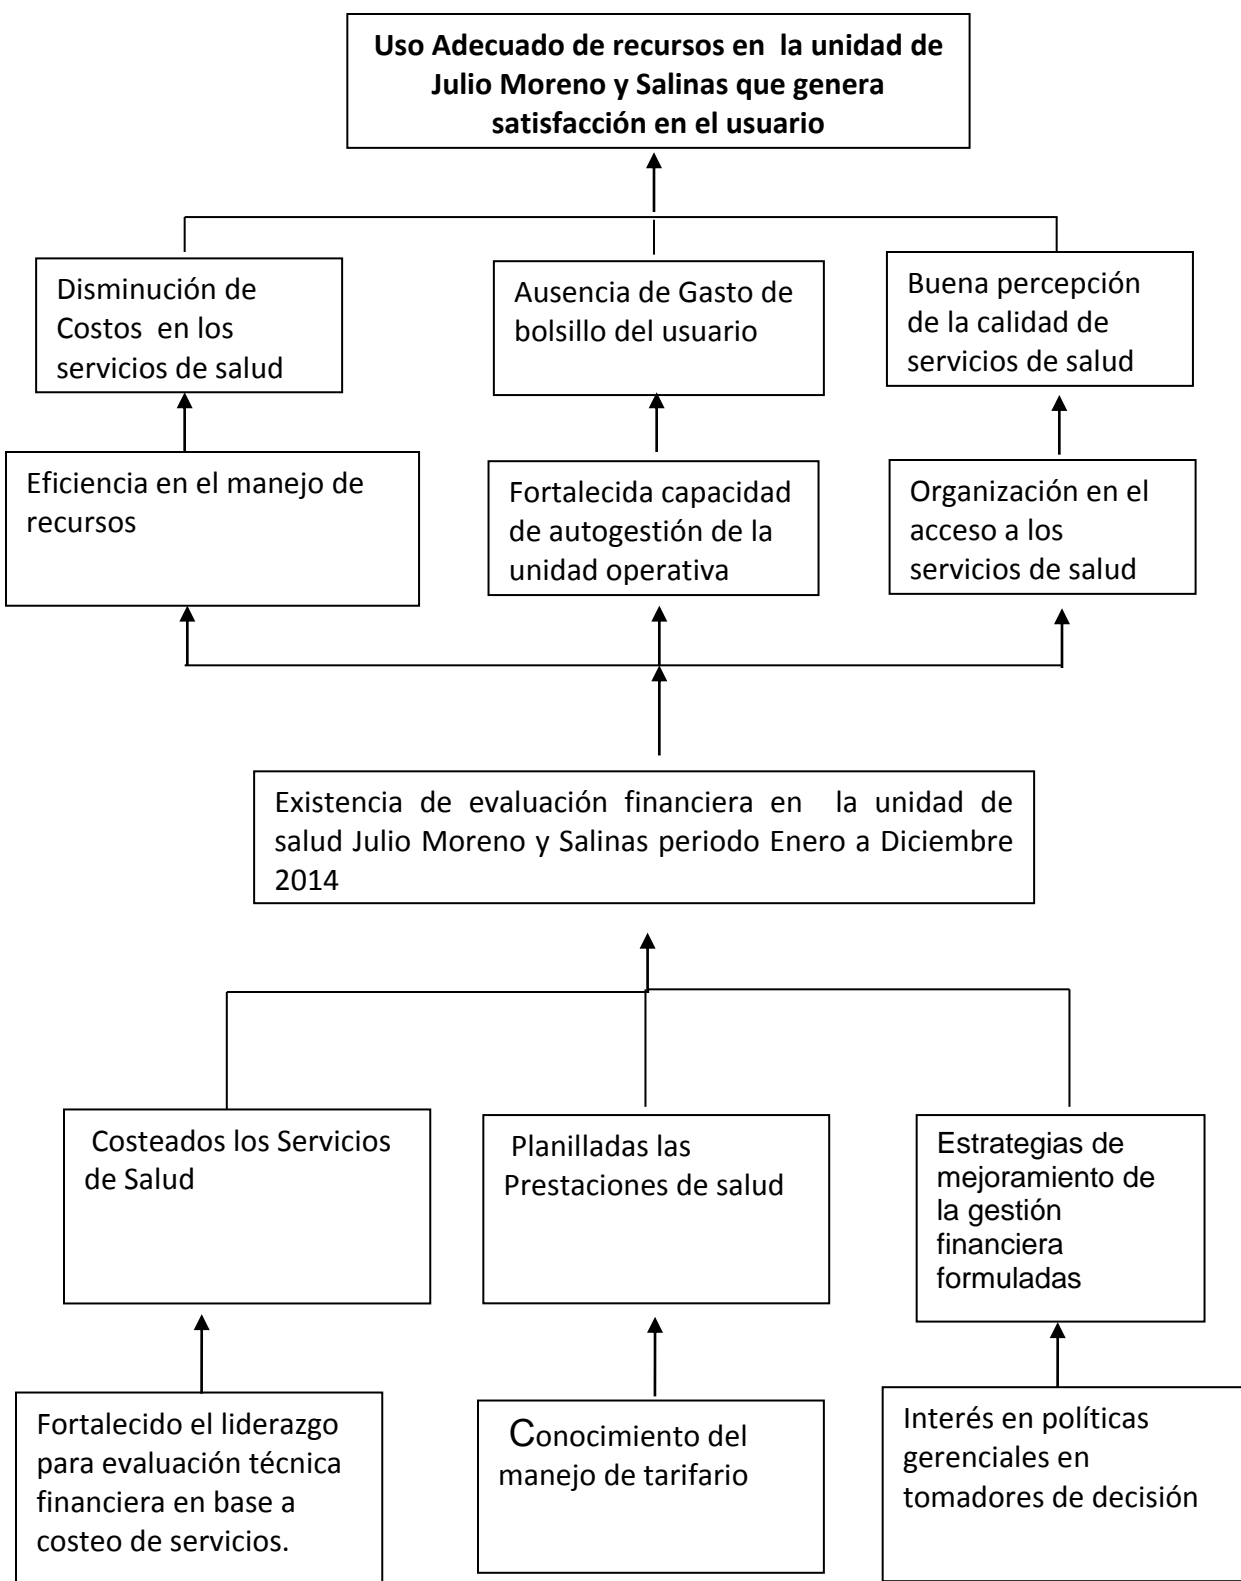 Uso Adecuado de recursos en la unidad de
Julio Moreno y Salinas que genera
satisfacción en el usuario
Disminución de
Costos en los
servicios de salud
Ausencia de Gasto de
bolsillo del usuario
Buena percepción
de la calidad de
servicios de salud
Eficiencia en el manejo de
recursos
Fortalecida capacidad
de autogestión de la
unidad operativa
Organización en el
acceso a los
servicios de salud
Existencia de evaluación financiera en la unidad de
salud Julio Moreno y Salinas periodo Enero a Diciembre
2014
Costeados los Servicios
de Salud
Planilladas las
Prestaciones de salud
Estrategias de
mejoramiento de
la gestión
financiera
formuladas
Fortalecido el liderazgo
para evaluación técnica
financiera en base a
costeo de servicios.
Conocimiento del
manejo de tarifario
Interés en políticas
gerenciales en
tomadores de decisión